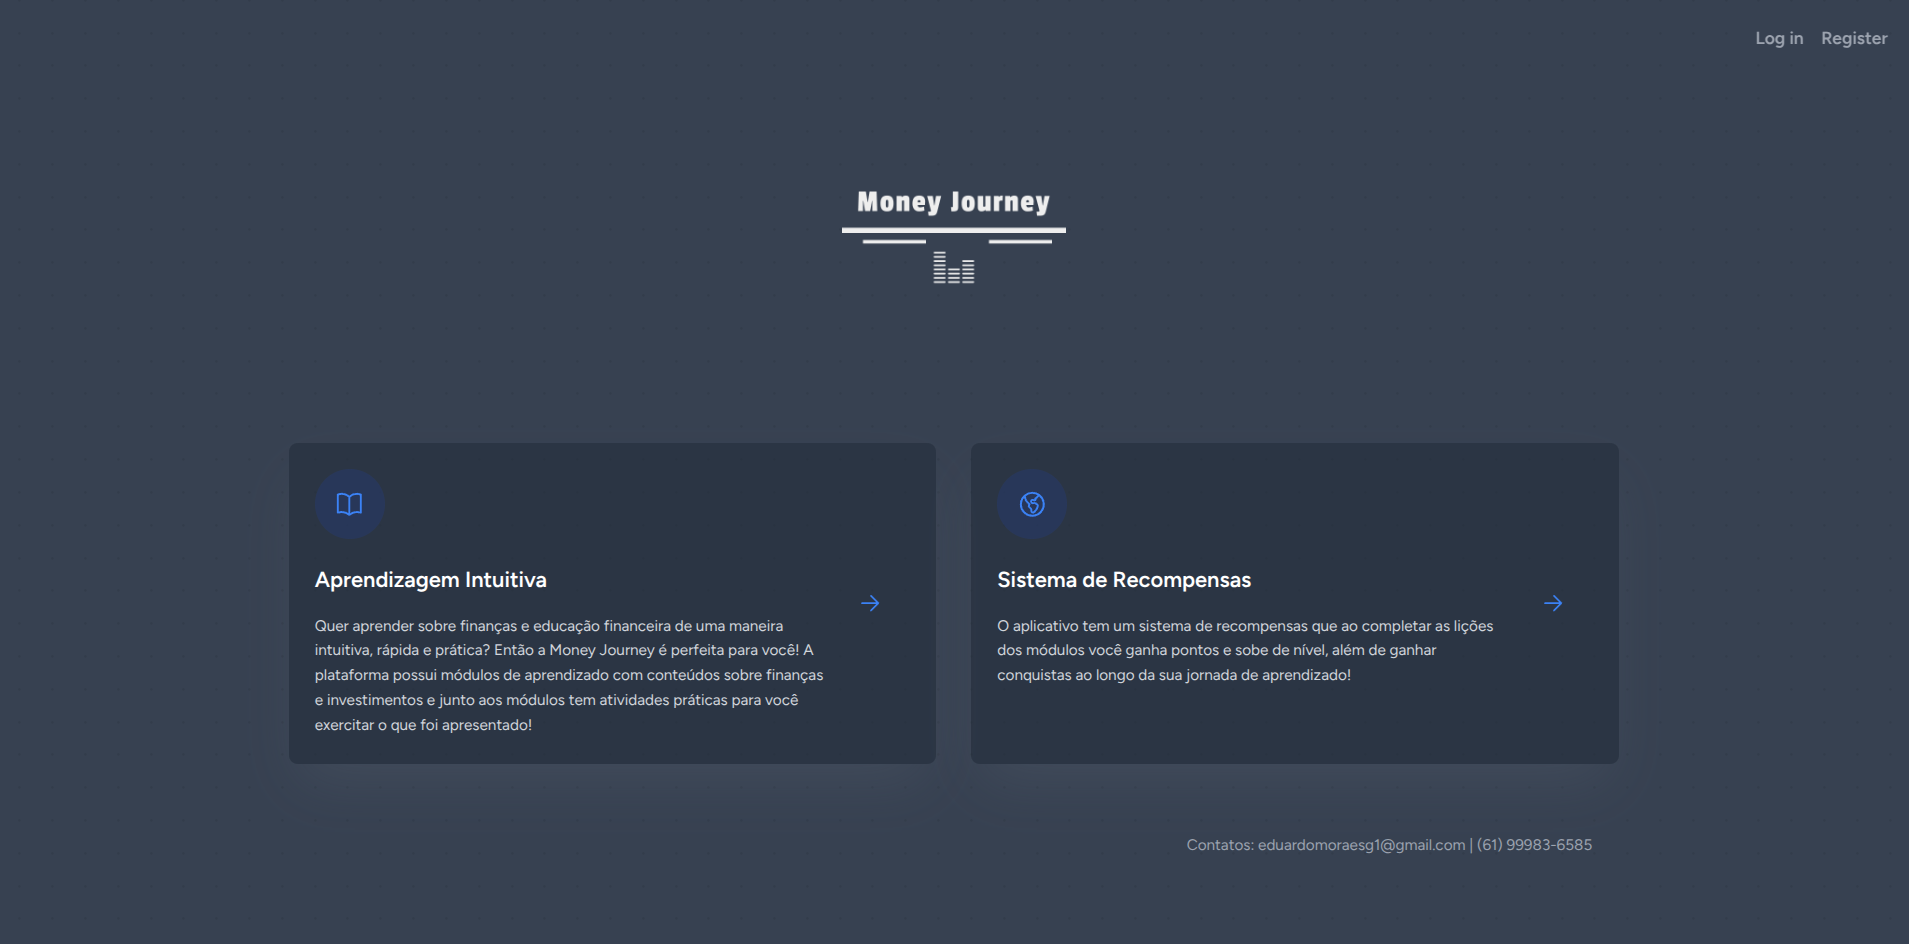 Log in Register
Money Journey
Aprendizagem Intuitiva
Quer aprender sobre finanças e educação financeira de uma maneira
intuitiva, rápida e prática? Então a Money Journey é perfeita para você! A
plataforma possui módulos de aprendizado com conteúdos sobre finanças
e investimentos e junto aos módulos tem atividades práticas para você
exercitar o que foi apresentado!
Sistema de Recompensas
O aplicativo tem um sistema de recompensas que ao completar as lições
dos módulos você ganha pontos e sobe de nível, além de ganhar
conquistas ao longo da sua jornada de aprendizado!
Contatos: eduardomoraesg1@gmail.com | (61) 99983-6585